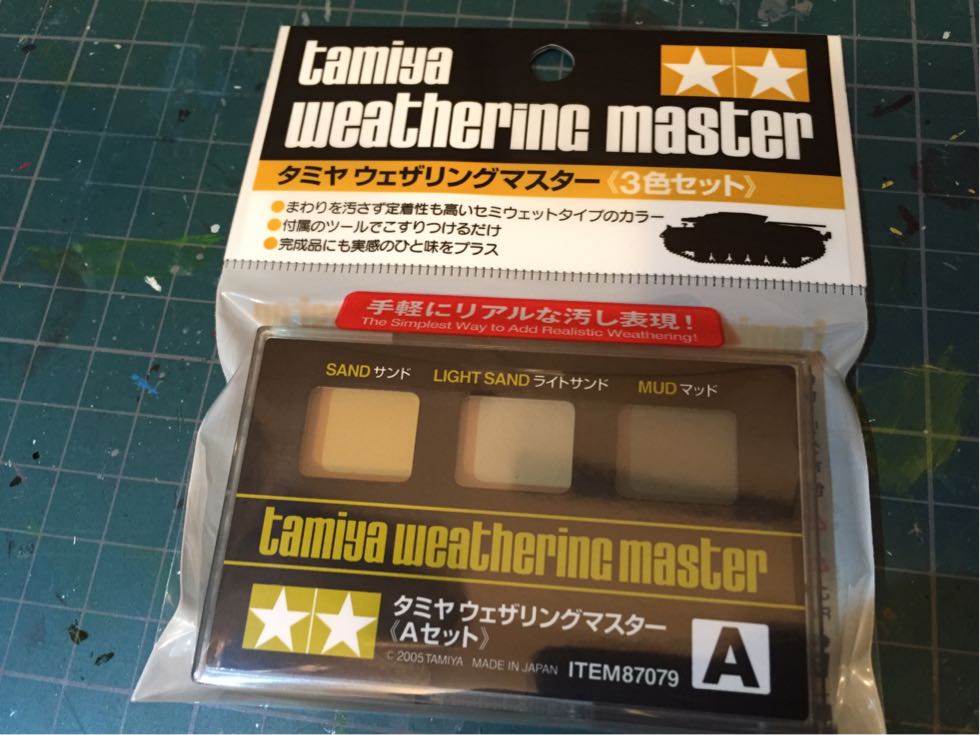 tamiya
weathering master
タミヤ ウェザリングマスター《3色セット》
●まわりを汚さず定着性も高いセミウェットタイプのカラー
●付属のツールでこすりつけるだけ
●完成品にも実感のひと味をプラス
手軽にリアルな汚し表現!
The Simplest Way to Add Realistic Weathering!
SAND サンド LIGHT SAND ライトサンド MUD マッド
tamiya weathering master
タミヤ ウェザリングマスター
《Aセット》
© 2005 TAMIYA MADE IN JAPAN ITEM 87079
A